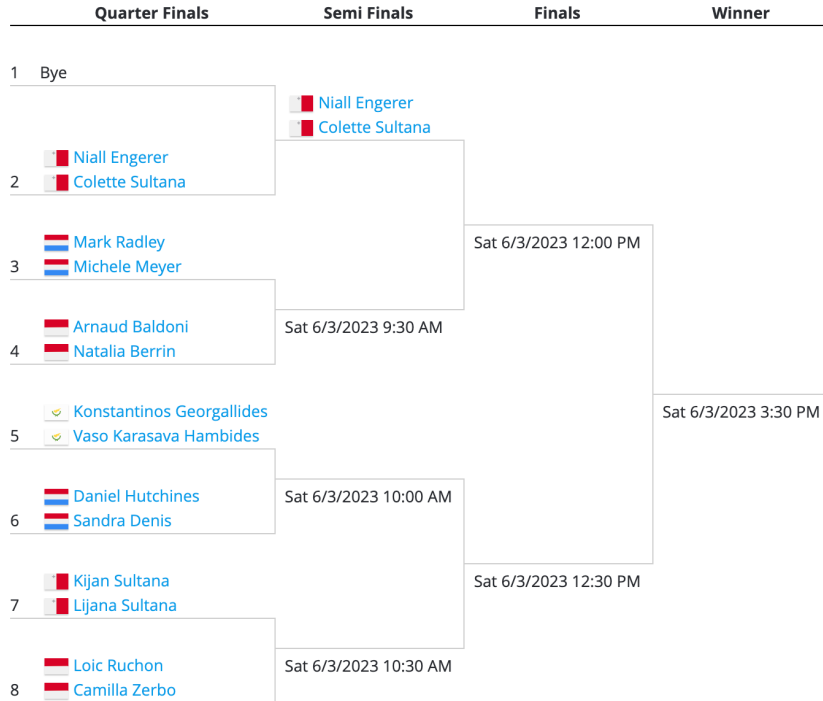 Quarter Finals Semi Finals Finals Winner
1 Bye
Niall Engerer
Colette Sultana
Niall Engerer
2 Colette Sultana
Mark Radley
Sat 6/3/2023 12:00 PM
3 Michele Meyer
Arnaud Baldoni
Sat 6/3/2023 9:30 AM
4 Natalia Berrin
Konstantinos Georgallides
Sat 6/3/2023 3:30 PM
5 Vaso Karasava Hambides
Daniel Hutchines
Sat 6/3/2023 10:00 AM
6 Sandra Denis
Kijan Sultana
Sat 6/3/2023 12:30 PM
7 Lijana Sultana
Loic Ruchon
Sat 6/3/2023 10:30 AM
8 Camilla Zerbo